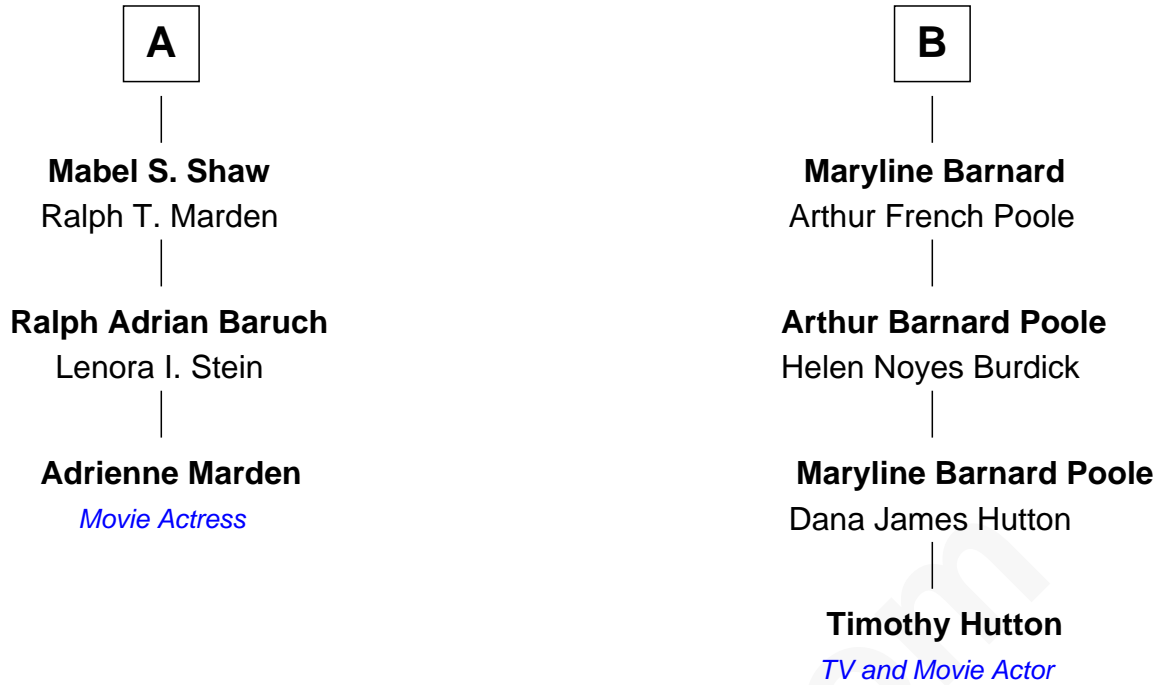 A
Mabel S. Shaw
Ralph T. Marden
Ralph Adrian Baruch
Lenora I. Stein
Adrienne Marden
Movie Actress
B
Maryline Barnard
Arthur French Poole
Arthur Barnard Poole
Helen Noyes Burdick
Maryline Barnard Poole
Dana James Hutton
Timothy Hutton
TV and Movie Actor